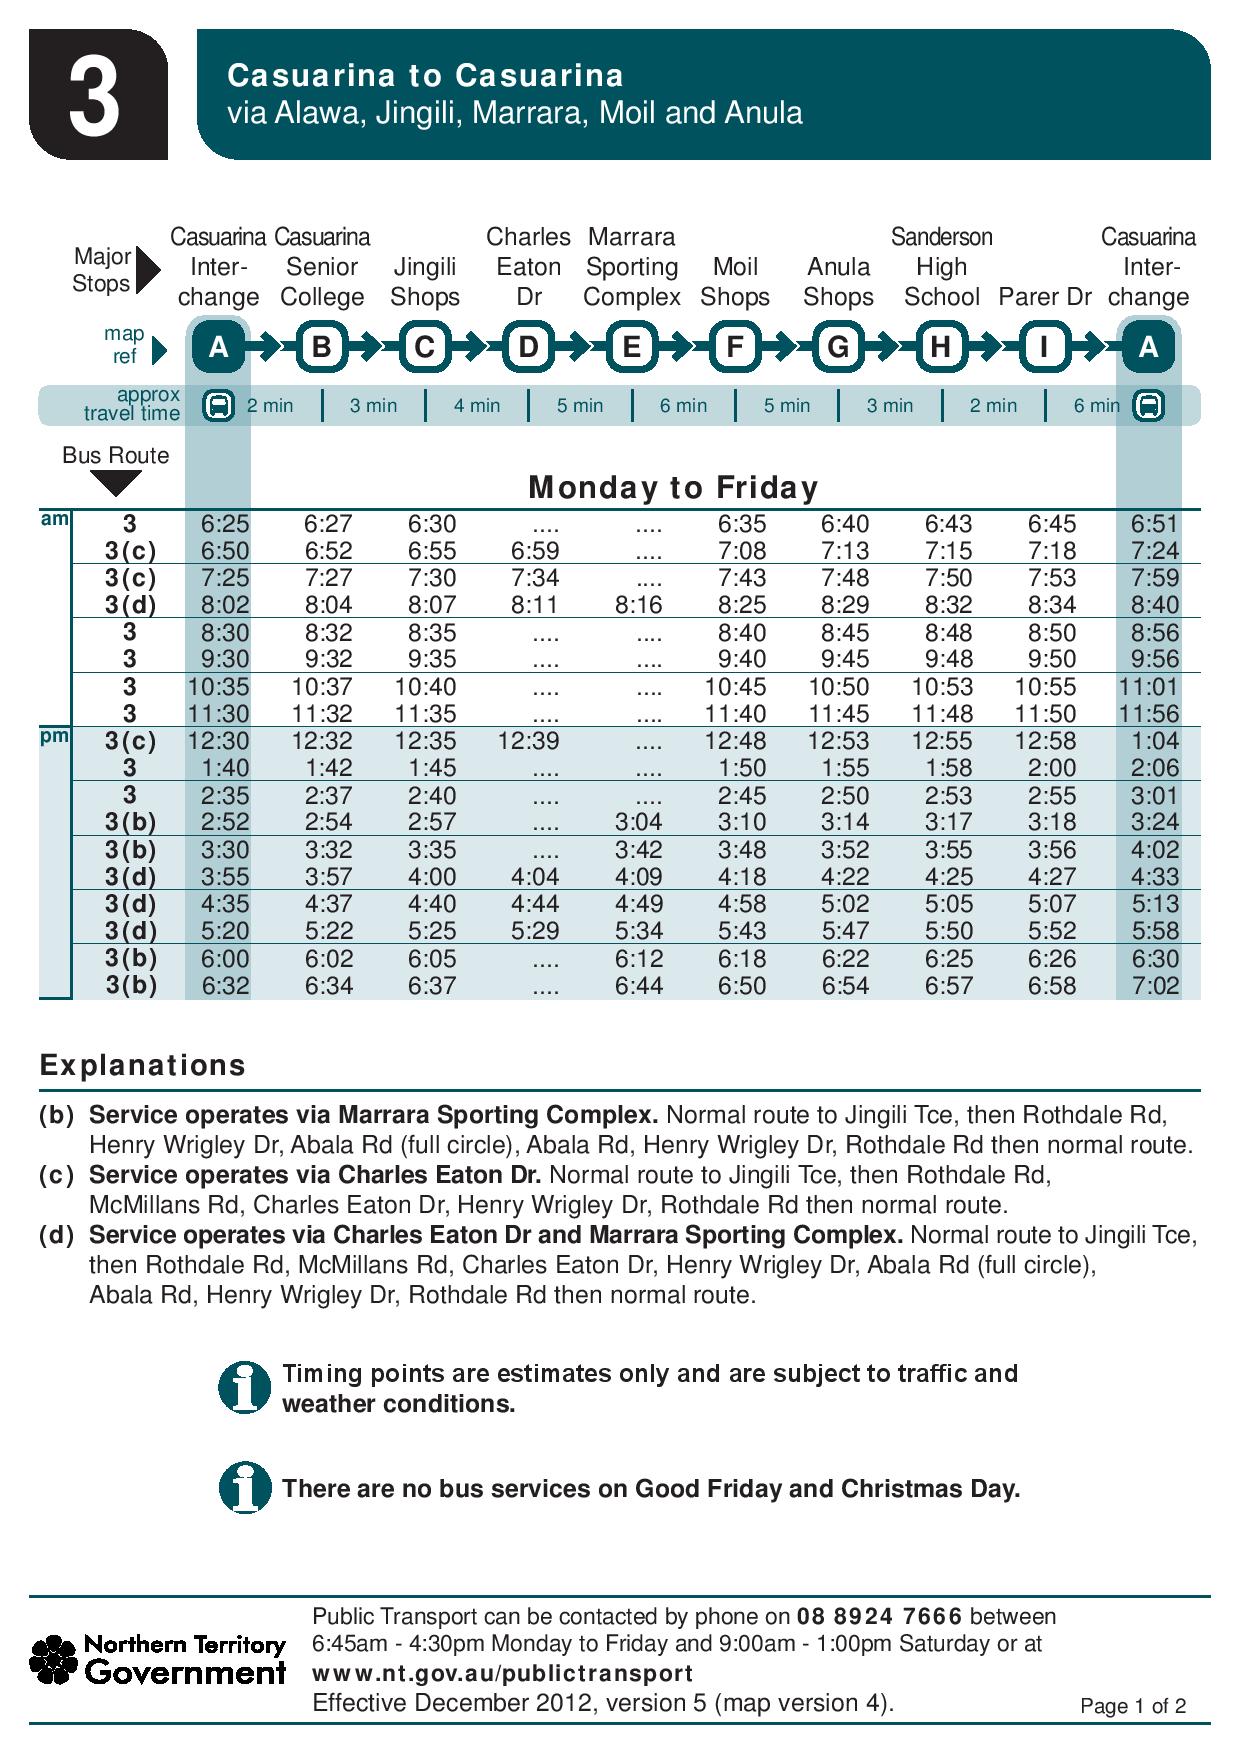 3
Casuarina to Casuarina
via Alawa, Jingili, Marrara, Moil and Anula
Major Stops
Casuarina Inter- change
Casuarina Senior College
Jingili Shops
Charles Eaton Dr
Marrara Sporting Complex
Moil Shops
Anula Shops
Sanderson High School
Parer Dr
Casuarina Inter- change
map ref A B C D E F G H I A
approx travel time 2 min 3 min 4 min 5 min 6 min 5 min 3 min 2 min 6 min
Bus Route
Monday to Friday
am 3 6:25 6:27 6:30 .... .... 6:35 6:40 6:43 6:45 6:51
3(c) 6:50 6:52 6:55 6:59 .... 7:08 7:13 7:15 7:18 7:24
3(c) 7:25 7:27 7:30 7:34 .... 7:43 7:48 7:50 7:53 7:59
3(d) 8:02 8:04 8:07 8:11 8:16 8:25 8:29 8:32 8:34 8:40
3 8:30 8:32 8:35 .... .... 8:40 8:45 8:48 8:50 8:56
3 9:30 9:32 9:35 .... .... 9:40 9:45 9:48 9:50 9:56
3 10:35 10:37 10:40 .... .... 10:45 10:50 10:53 10:55 11:01
3 11:30 11:32 11:35 .... .... 11:40 11:45 11:48 11:50 11:56
pm 3(c) 12:30 12:32 12:35 12:39 .... 12:48 12:53 12:55 12:58 1:04
3 1:40 1:42 1:45 .... .... 1:50 1:55 1:58 2:00 2:06
3 2:35 2:37 2:40 .... .... 2:45 2:50 2:53 2:55 3:01
3(b) 2:52 2:54 2:57 .... 3:04 3:10 3:14 3:17 3:18 3:24
3(b) 3:30 3:32 3:35 .... 3:42 3:48 3:52 3:55 3:56 4:02
3(d) 3:55 3:57 4:00 4:04 4:09 4:18 4:22 4:25 4:27 4:33
3(d) 4:35 4:37 4:40 4:44 4:49 4:58 5:02 5:05 5:07 5:13
3(d) 5:20 5:22 5:25 5:29 5:34 5:43 5:47 5:50 5:52 5:58
3(b) 6:00 6:02 6:05 .... 6:12 6:18 6:22 6:25 6:26 6:30
3(b) 6:32 6:34 6:37 .... 6:44 6:50 6:54 6:57 6:58 7:02
Explanations
(b) Service operates via Marrara Sporting Complex. Normal route to Jingili Tce, then Rothdale Rd,
Henry Wrigley Dr, Abala Rd (full circle), Abala Rd, Henry Wrigley Dr, Rothdale Rd then normal route.
(c) Service operates via Charles Eaton Dr. Normal route to Jingili Tce, then Rothdale Rd,
McMillans Rd, Charles Eaton Dr, Henry Wrigley Dr, Rothdale Rd then normal route.
(d) Service operates via Charles Eaton Dr and Marrara Sporting Complex. Normal route to Jingili Tce,
then Rothdale Rd, McMillans Rd, Charles Eaton Dr, Henry Wrigley Dr, Abala Rd (full circle),
Abala Rd, Henry Wrigley Dr, Rothdale Rd then normal route.
Timing points are estimates only and are subject to traffic and
weather conditions.
There are no bus services on Good Friday and Christmas Day.
Northern Territory
Government
Public Transport can be contacted by phone on 08 8924 7666 between
6:45am - 4:30pm Monday to Friday and 9:00am - 1:00pm Saturday or at
www.nt.gov.au/publictransport
Effective December 2012, version 5 (map version 4).
Page 1 of 2